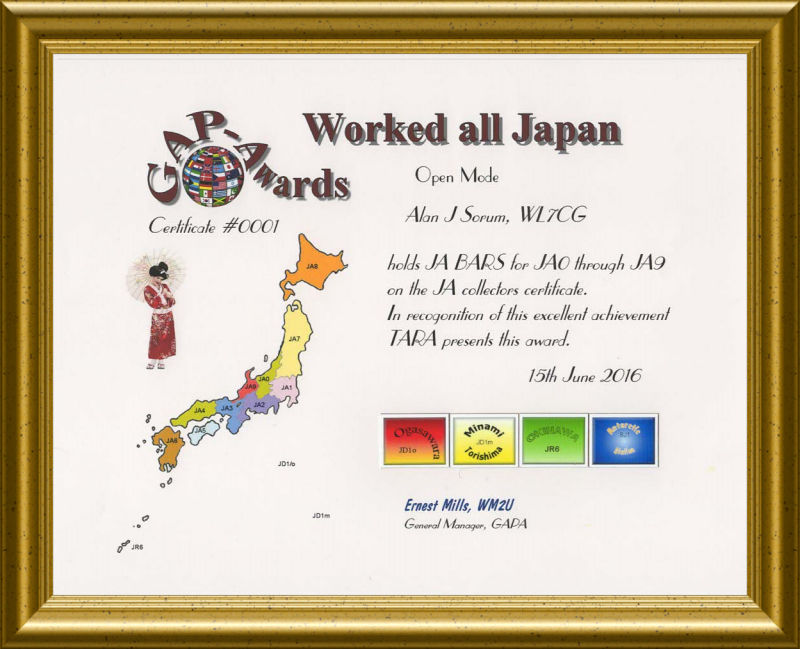 GAP-Awards
Worked all Japan
Open Mode
Certificate #0001
Alan J Sorum, WL7CG
holds JA BARS for JA0 through JA9
on the JA collectors certificate.
In recogonition of this excellent achievement
TARA presents this award.
15th June 2016
JA8
JA7
JA0
JA9
JA1
JA4
JA3
JA2
JA5
JA6
JD1/o
JD1m
JR6
Ogasawara
JD1o
Minami
JD1m
Torishima
OKINAWA
JR6
Antarctic
8J1
Ernest Mills, WM2U
General Manager, GAPA